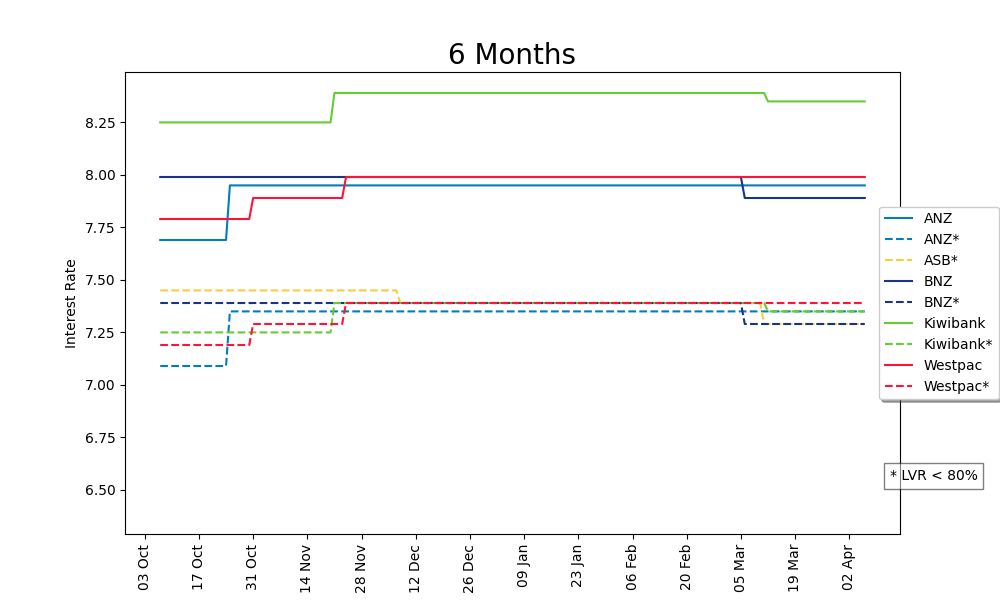 6 Months
Interest Rate
8.25
8.00
7.75
7.50
7.25
7.00
6.75
6.50
03 Oct
17 Oct
31 Oct
14 Nov
28 Nov
12 Dec
26 Dec
09 Jan
23 Jan
06 Feb
20 Feb
05 Mar
19 Mar
02 Apr
ANZ
ANZ*
ASB*
BNZ
BNZ*
Kiwibank
Kiwibank*
Westpac
Westpac*
* LVR < 80%